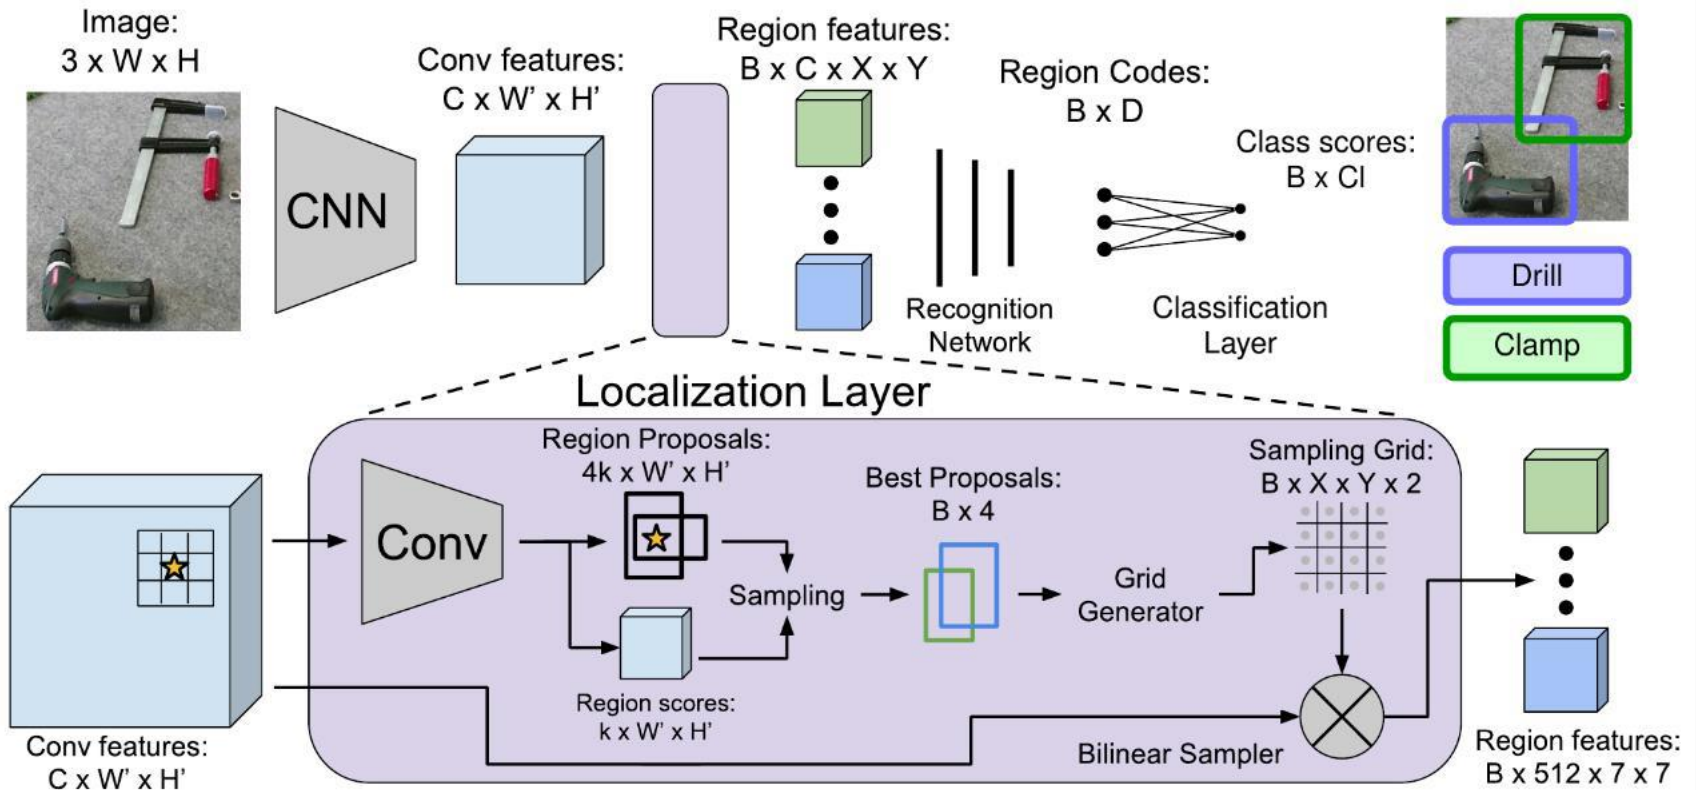 Image:
3 x W x H
Conv features:
C x W' x H'
Region features:
B x C x X x Y
Region Codes:
B x D
Class scores:
B x Cl
CNN
Recognition
Network
Classification
Layer
Drill
Clamp
Localization Layer
Region Proposals:
4k x W' x H'
Conv
Region scores:
k x W' x H'
Sampling
Best Proposals:
B x 4
Grid
Generator
Sampling Grid:
B x X x Y x 2
Bilinear Sampler
Conv features:
C x W' x H'
Region features:
B x 512 x 7 x 7